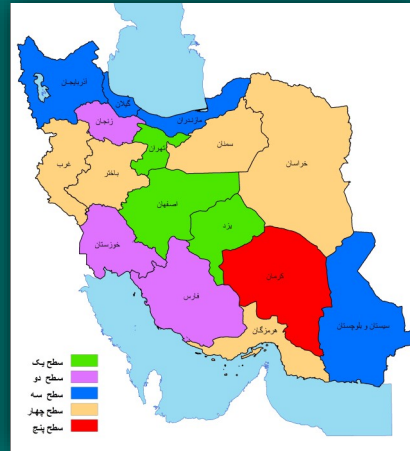 آذربایجان
گیلان
مازندران
زنجان
تهران
سمنان
خراسان
غرب
باختر
اصفهان
یزد
خوزستان
فارس
کرمان
سیستان و بلوچستان
هرمزگان
سطح یک
سطح دو
سطح سه
سطح چهار
سطح پنج